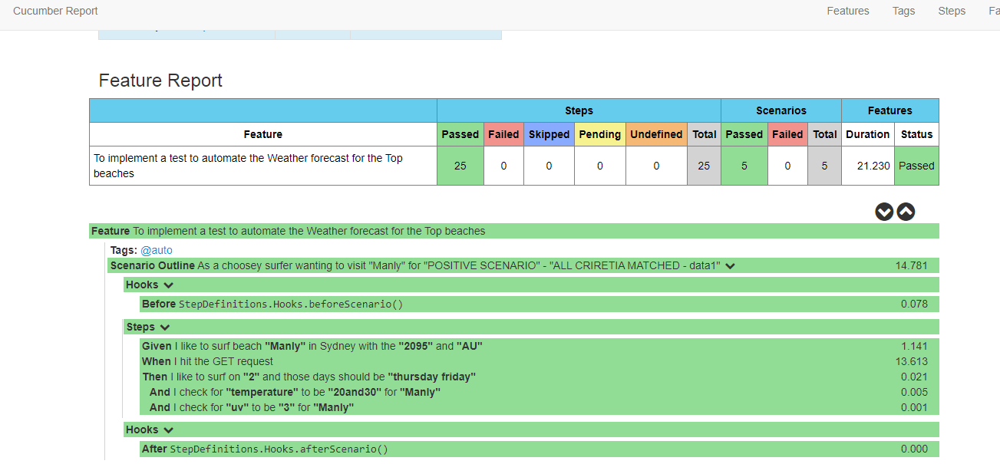 Cucumber Report Features Tags Steps Fa
Feature Report
Steps Scenarios Features
Feature Passed Failed Skipped Pending Undefined Total Passed Failed Total Duration Status
To implement a test to automate the Weather forecast for the Top
beaches 25 0 0 0 0 25 5 0 5 21.230 Passed
Feature To implement a test to automate the Weather forecast for the Top beaches
Tags: @auto
Scenario Outline As a choosey surfer wanting to visit "Manly" for "POSITIVE SCENARIO" - "ALL CRIRETIA MATCHED - data1" 14.781
Hooks
Before StepDefinitions.Hooks.beforeScenario() 0.078
Steps
Given I like to surf beach "Manly" in Sydney with the "2095" and "AU" 1.141
When I hit the GET request 13.613
Then I like to surf on "2" and those days should be "thursday friday" 0.021
And I check for "temperature" to be "20and30" for "Manly" 0.005
And I check for "uv" to be "3" for "Manly" 0.001
Hooks
After StepDefinitions.Hooks.afterScenario() 0.000